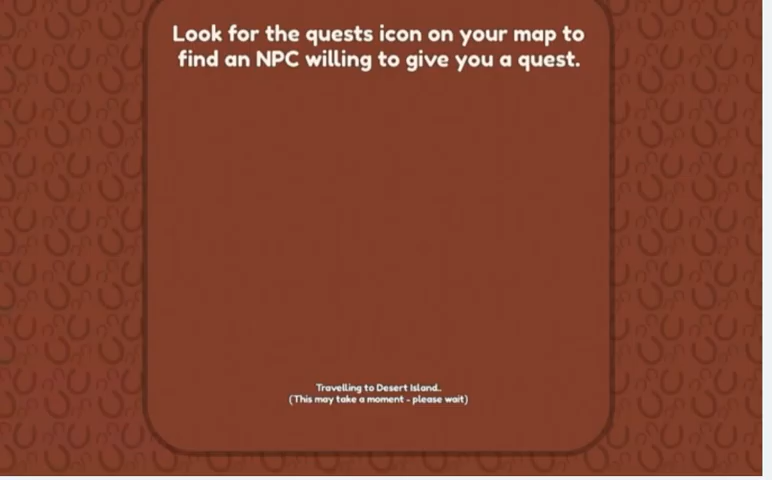 Look for the quests icon on your map to
find an NPC willing to give you a quest.
Travelling to Desert Island..
(This may take a moment - please wait)